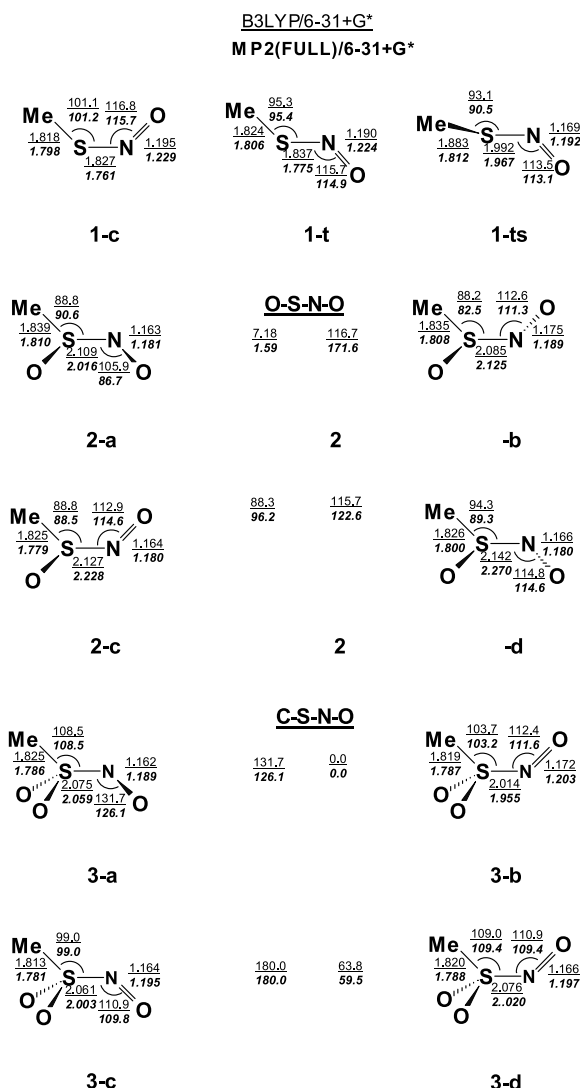 B3LYP/6-31+G*
MP2(FULL)/6-31+G*
101.1 116.8 O
Me 101.2 115.7
1.818 S N 1.195
1.798 1.827 1.229
1.761
1-c
Me 95.3
95.4
1.824 S N 1.190
1.806 1.837 1.224
1.775 115.7 O
114.9
1-t
93.1
Me 90.5
S N 1.169
1.883 1.992 1.192
1.812 1.967 113.5 O
113.1
1-ts
Me 88.8
90.6
1.839 S N 1.163
1.810 2.109 1.181
O 2.016 105.9 O
86.7
2-a
O-S-N-O
7.18 116.7
1.59 171.6
2
Me 88.2 112.6 O
82.5 111.3
1.835 S N 1.175
1.808 2.085 1.189
O 2.125
-b
Me 88.8 112.9 O
88.5 114.6
1.825 S N 1.164
1.779 2.127 1.180
O 2.228
2-c
88.3 115.7
96.2 122.6
2
Me 94.3
89.3
1.826 S N 1.166
1.800 2.142 1.180
O 2.270 114.8 O
114.6
-d
Me 108.5
108.5
1.825 S N 1.162
1.786 2.075 1.189
O O 2.059 131.7 O
126.1
3-a
C-S-N-O
131.7 0.0
126.1 0.0
Me 103.7 112.4 O
103.2 111.6
1.819 S N 1.172
1.787 2.014 1.203
O O 1.955
3-b
Me 99.0
99.0
1.813 S N 1.164
1.781 2.061 1.195
O O 2.003 110.9 O
109.8
3-c
180.0 63.8
180.0 59.5
Me 109.0 110.9 O
109.4 109.4
1.820 S N 1.166
1.788 2.076 1.197
O O 2..020
3-d